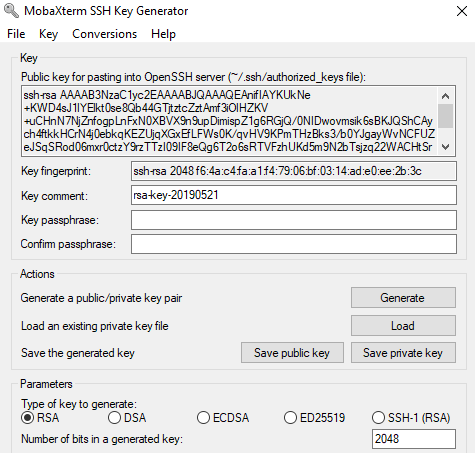 MobaXterm SSH Key Generator
File Key Conversions Help
Key
Public key for pasting into OpenSSH server (~/.ssh/authorized_keys file):
ssh-rsa AAAAB3NzaC1yc2EAAAABJQAAAQEAnifIAYKUkNe
+KWD4sJ1IYElkt0se8Qb44GTjtztcZztAmf3iOlHZKV
+uCHnN7NjZnfogpLnFxN0XBVX9n9upDimispZ1g6RGjQ/0NIDwovmsik6sBKJQShCAy
ch4ftkkHCrN4j0ebkqKEZUjqXGxEfLFWs0K/qvHV9KPmTHzBks3/b0YJgayWvNCFUZ
eJSqSRod06mxr0ctzY9rzTTzI09IF8eQg6T2o6sRTVFzhUKd5m9N2bTsjzq22WACHtSr
Key fingerprint:
ssh-rsa 2048 f6:4a:c4:fa:a1:f4:79:06:bf:03:14:ad:e0:ee:2b:3c
Key comment:
rsa-key-20190521
Key passphrase:
Confirm passphrase:
Actions
Generate a public/private key pair
Generate
Load an existing private key file
Load
Save the generated key
Save public key
Save private key
Parameters
Type of key to generate:
RSA DSA ECDSA ED25519 SSH-1 (RSA)
Number of bits in a generated key:
2048